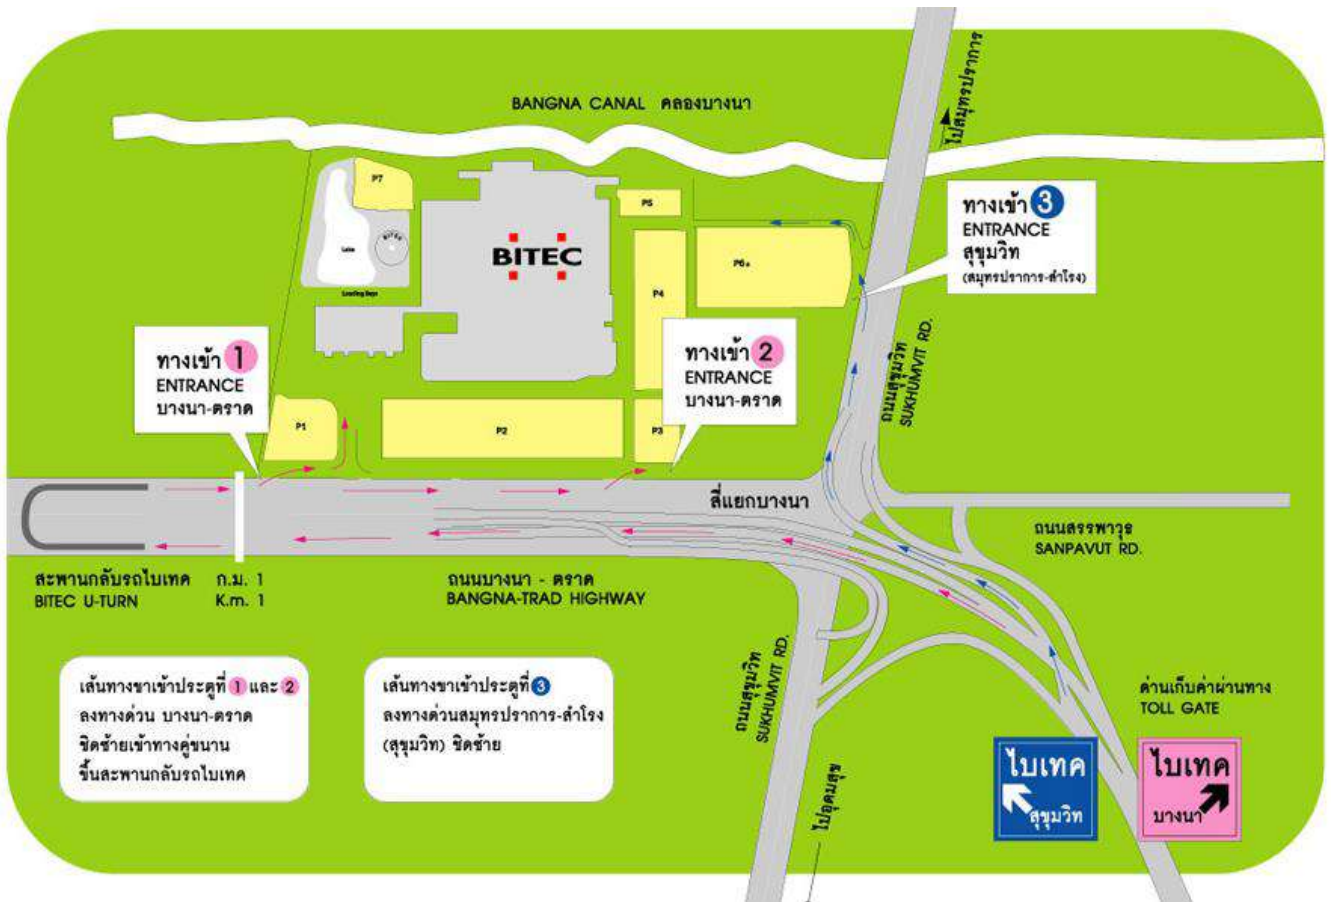 BANGNA CANAL คลองบางนา
ไปสมุทรปราการ
P7
P5
BITEC
Lake
BITEC
P6a
ทางเข้า 3
ENTRANCE
สุขุมวิท
(สมุทรปราการ-สำโรง)
Loading Bays
P4
ทางเข้า 1
ENTRANCE
บางนา-ตราด
ทางเข้า 2
ENTRANCE
บางนา-ตราด
ถนนสุขุมวิท
SUKHUMVIT RD.
P1
P2
P3
สี่แยกบางนา
ถนนสรรพาวุธ
SANPAVUT RD.
สะพานกลับรถไบเทค
BITEC U-TURN
ก.ม. 1
K.m. 1
ถนนบางนา - ตราด
BANGNA-TRAD HIGHWAY
ถนนสุขุมวิท
SUKHUMVIT RD.
เส้นทางขาเข้าประตูที่ 1 และ 2
ลงทางด่วน บางนา-ตราด
ชิดซ้ายเข้าทางคู่ขนาน
ขึ้นสะพานกลับรถไบเทค
เส้นทางขาเข้าประตูที่ 3
ลงทางด่วนสมุทรปราการ-สำโรง
(สุขุมวิท) ชิดซ้าย
ด่านเก็บค่าผ่านทาง
TOLL GATE
ไบเทค
สุขุมวิท
ไบเทค
บางนา
ไปอุดมสุข